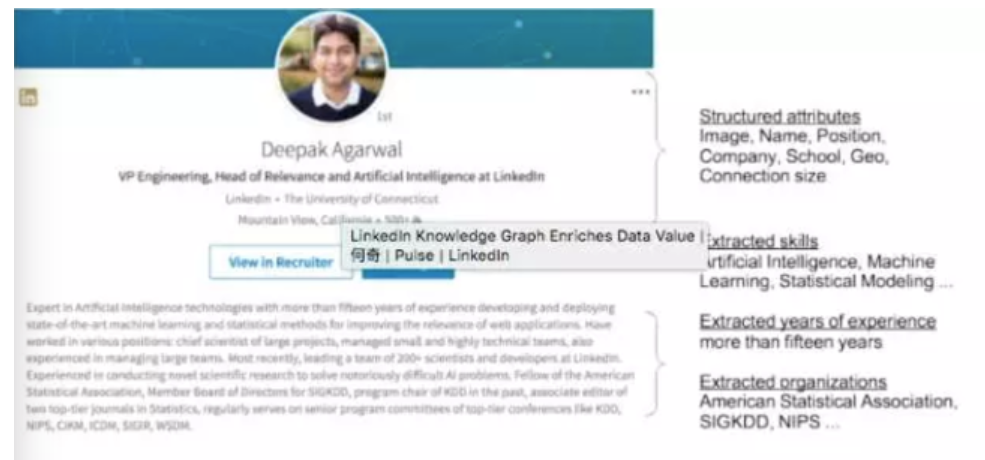 in
1st
Deepak Agarwal
VP Engineering, Head of Relevance and Artificial Intelligence at LinkedIn
LinkedIn • The University of Connecticut
Mountain View, California • 500+
LinkedIn Knowledge Graph Enriches Data Value |
何奇 | Pulse | LinkedIn
View in Recruiter
Expert in Artificial Intelligence technologies with more than fifteen years of experience developing and deploying
state-of-the-art machine learning and statistical methods for improving the relevance of web applications. Have
worked in various positions: chief scientist of large projects, managed small and highly technical teams, also
experienced in managing large teams. Most recently, leading a team of 200+ scientists and developers at LinkedIn.
Experienced in conducting novel scientific research to solve notoriously difficult AI problems. Fellow of the American
Statistical Association, Member Board of Directors for SIGKDD, program chair of KDD in the past, associate editor of
two top-tier journals in Statistics, regularly serves on senior program committees of top-tier conferences like KDD,
NIPS, CIKM, ICDM, SIGIR, WSDM.
Structured attributes
Image, Name, Position,
Company, School, Geo,
Connection size
Extracted skills
Artificial Intelligence, Machine
Learning, Statistical Modeling ...
Extracted years of experience
more than fifteen years
Extracted organizations
American Statistical Association,
SIGKDD, NIPS ...